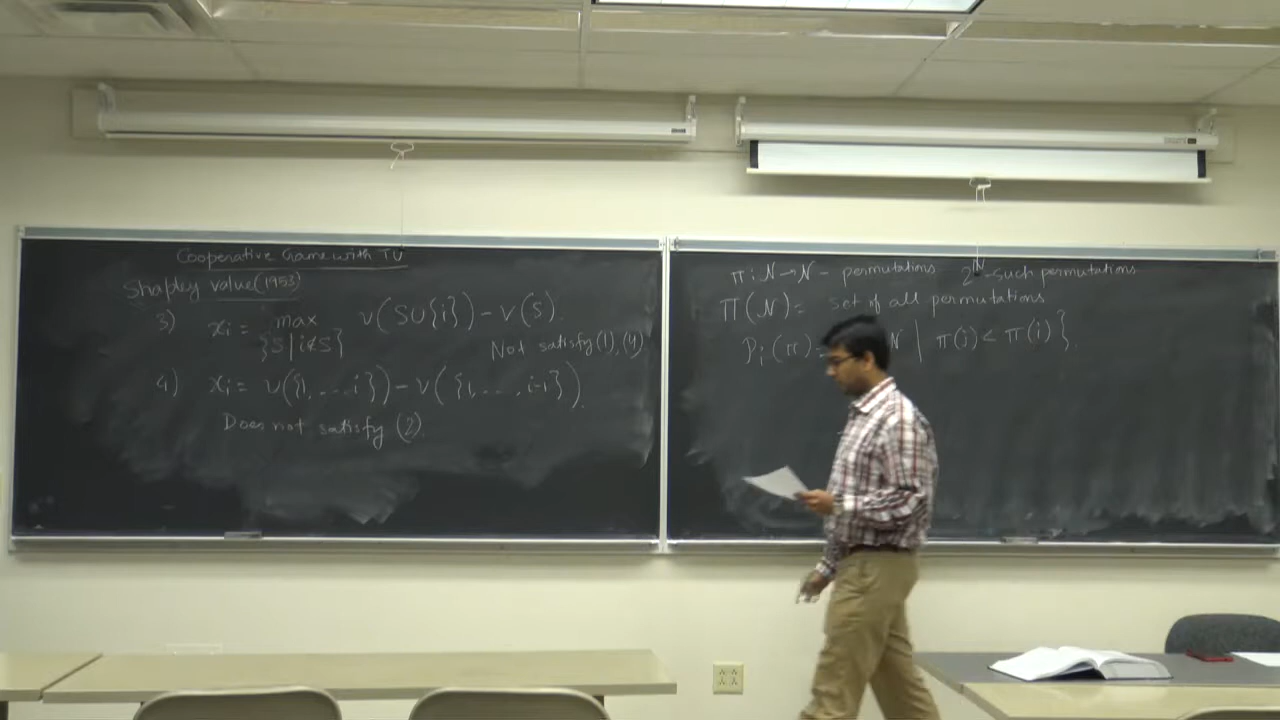 Cooperative Game with TU
Shapley value (1953)
3) xi = max v(S∪{i}) - v(S).
{S | i∉S}
Not satisfy (1), (4)
4) xi = v({1, ... i}) - v({1, ..., i-1}).
Does not satisfy (2).
π: N → N - permutations 2^N - such permutations
Π(N) = set of all permutations
Pi(π) = N | π(j) < π(i)}.